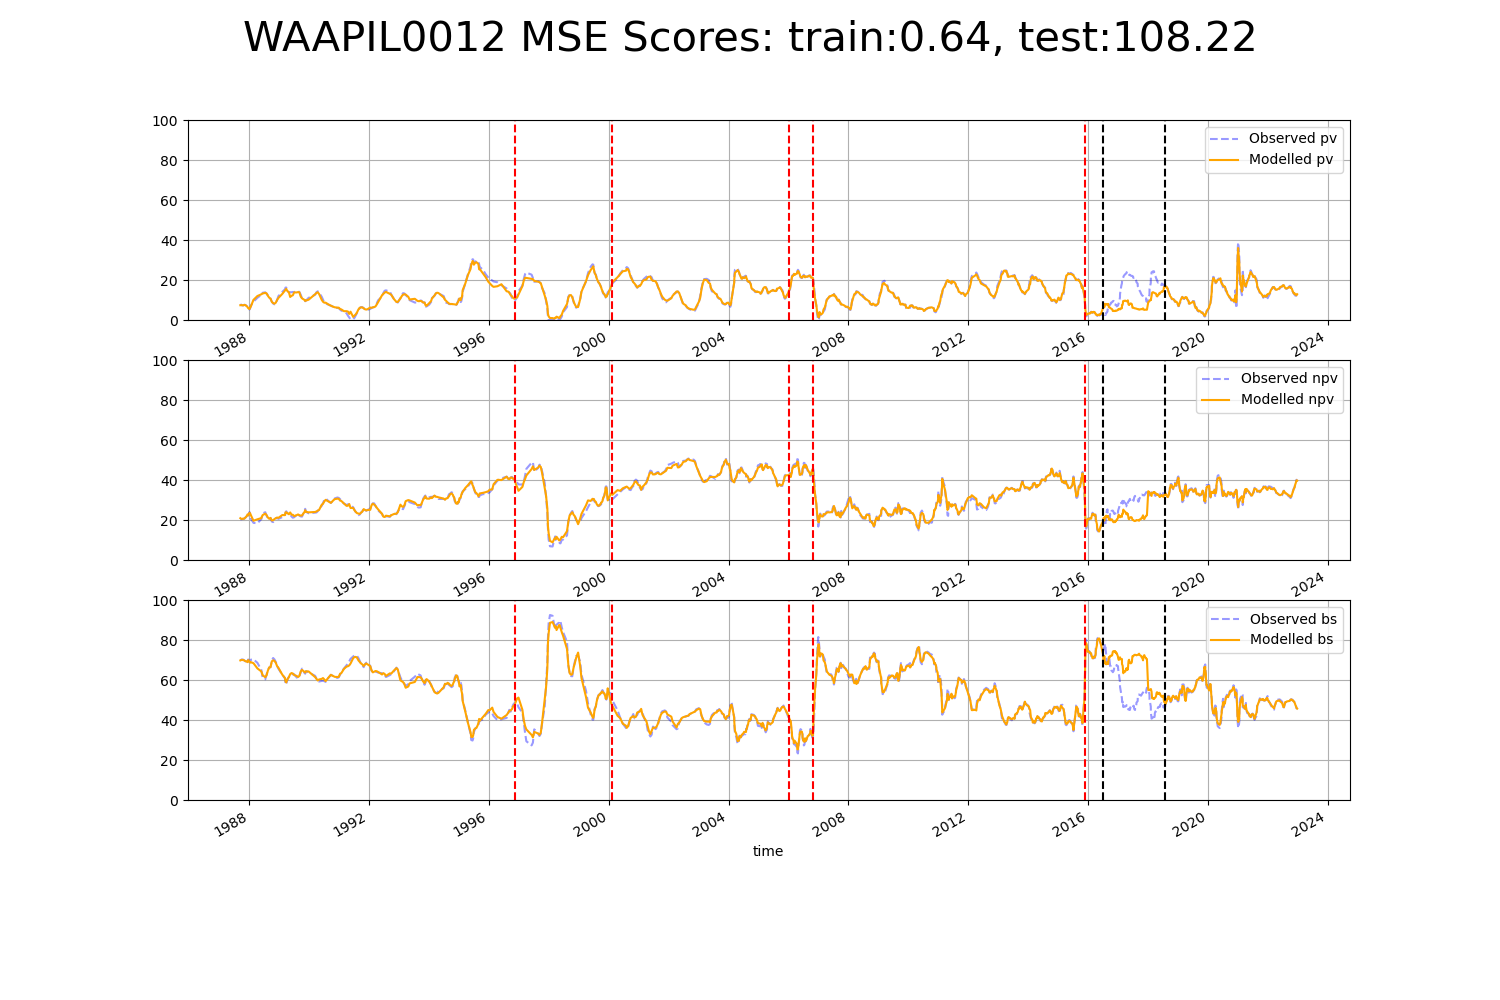 WAAPIL0012 MSE Scores: train:0.64, test:108.22
100
80
60
40
20
0
Observed pv
Modelled pv
1988 1992 1996 2000 2004 2008 2012 2016 2020 2024
100
80
60
40
20
0
Observed npv
Modelled npv
1988 1992 1996 2000 2004 2008 2012 2016 2020 2024
100
80
60
40
20
0
Observed bs
Modelled bs
1988 1992 1996 2000 2004 2008 2012 2016 2020 2024
time